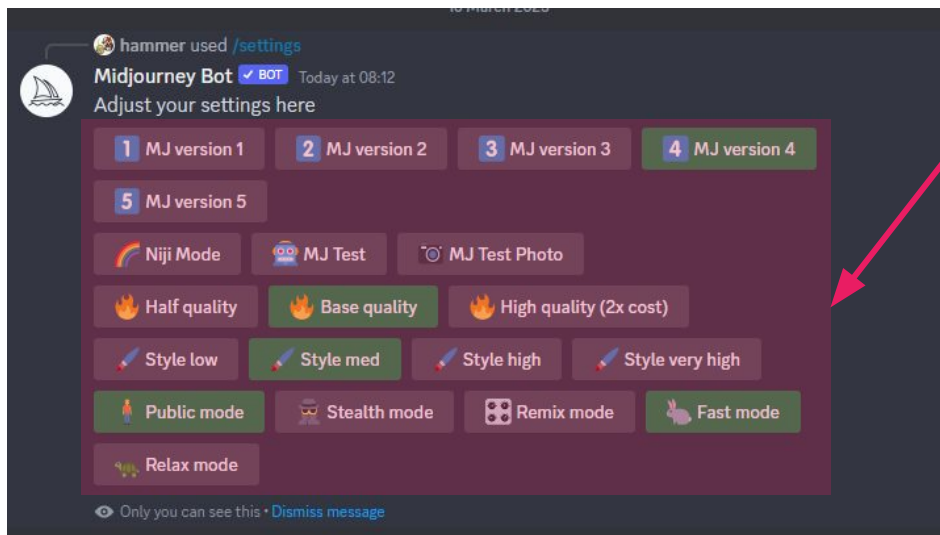 hammer used /settings
Midjourney Bot ✓ BOT Today at 08:12
Adjust your settings here
1 MJ version 1 2 MJ version 2 3 MJ version 3 4 MJ version 4
5 MJ version 5
Niji Mode MJ Test MJ Test Photo
Half quality Base quality High quality (2x cost)
Style low Style med Style high Style very high
Public mode Stealth mode Remix mode Fast mode
Relax mode
Only you can see this • Dismiss message